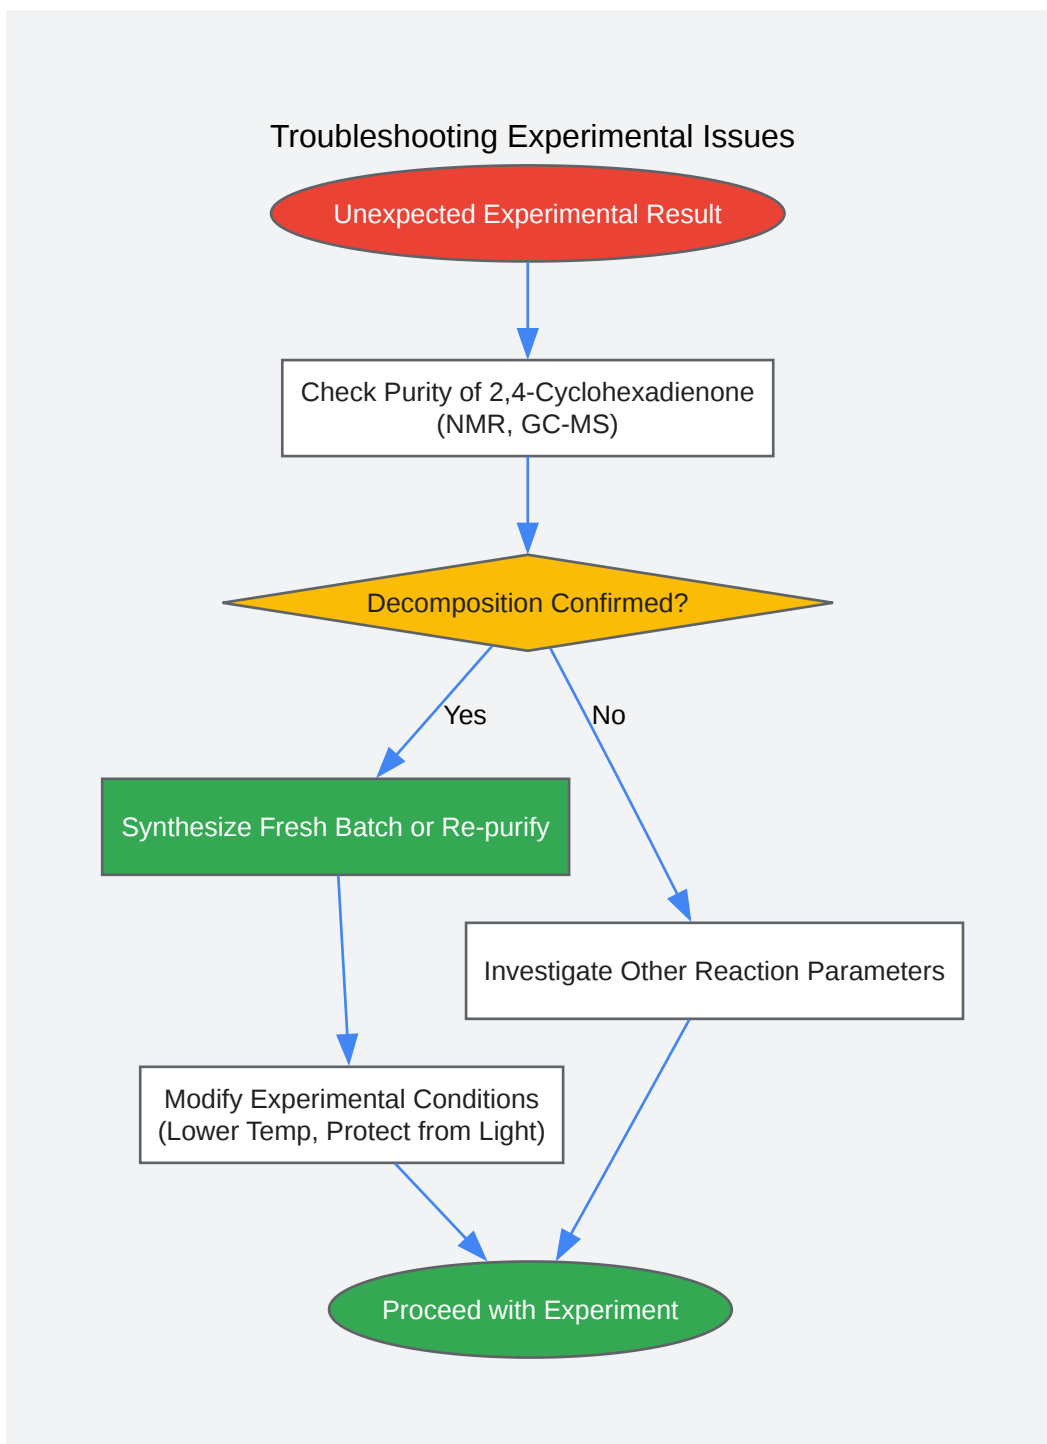 Troubleshooting Experimental Issues
Unexpected Experimental Result
Check Purity of 2,4-Cyclohexadienone
(NMR, GC-MS)
Decomposition Confirmed?
Yes
No
Synthesize Fresh Batch or Re-purify
Investigate Other Reaction Parameters
Modify Experimental Conditions
(Lower Temp, Protect from Light)
Proceed with Experiment